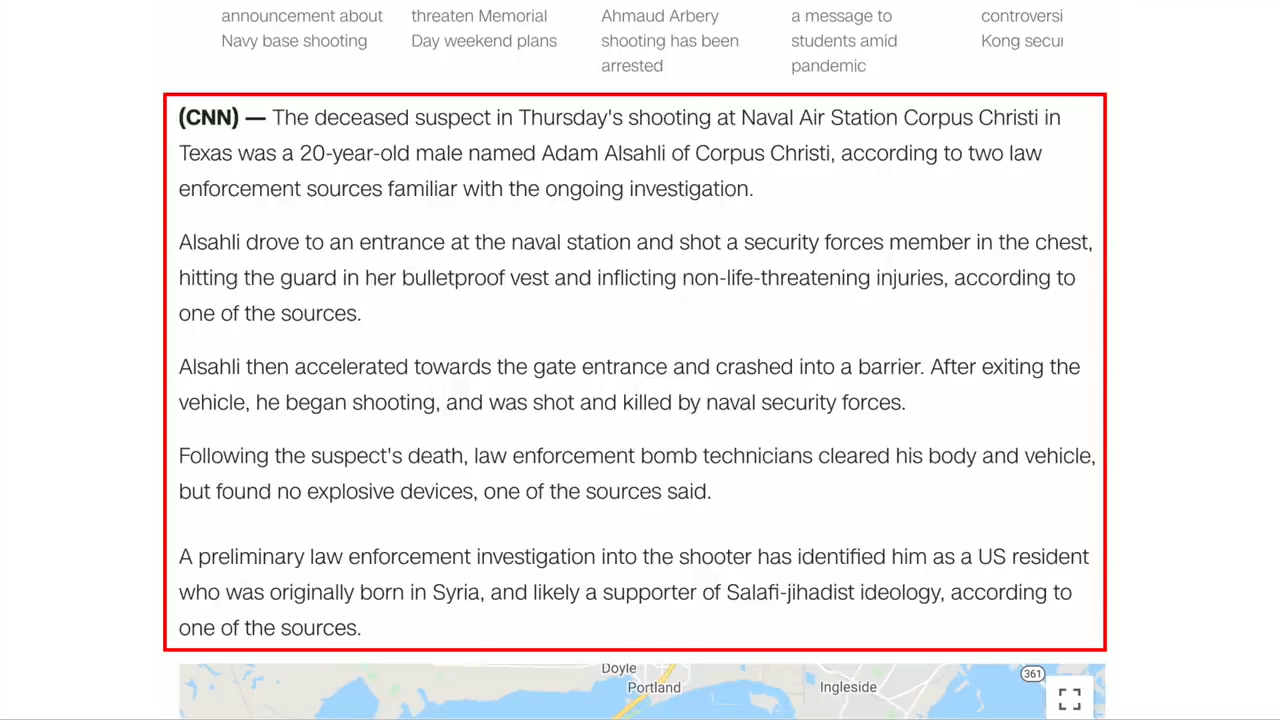 announcement about
Navy base shooting
threaten Memorial
Day weekend plans
Ahmaud Arbery
shooting has been
arrested
a message to
students amid
pandemic
controversi
Kong secu
(CNN) — The deceased suspect in Thursday's shooting at Naval Air Station Corpus Christi in
Texas was a 20-year-old male named Adam Alsahli of Corpus Christi, according to two law
enforcement sources familiar with the ongoing investigation.
Alsahli drove to an entrance at the naval station and shot a security forces member in the chest,
hitting the guard in her bulletproof vest and inflicting non-life-threatening injuries, according to
one of the sources.
Alsahli then accelerated towards the gate entrance and crashed into a barrier. After exiting the
vehicle, he began shooting, and was shot and killed by naval security forces.
Following the suspect's death, law enforcement bomb technicians cleared his body and vehicle,
but found no explosive devices, one of the sources said.
A preliminary law enforcement investigation into the shooter has identified him as a US resident
who was originally born in Syria, and likely a supporter of Salafi-jihadist ideology, according to
one of the sources.
Doyle
Portland
Ingleside
361